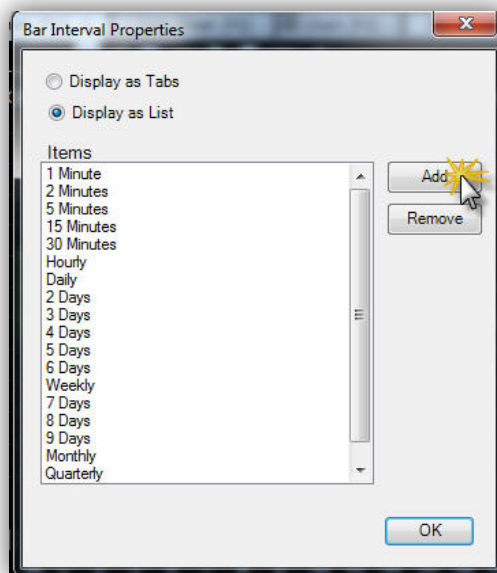 Bar Interval Properties
Display as Tabs
Display as List
Items
1 Minute
2 Minutes
5 Minutes
15 Minutes
30 Minutes
Hourly
Daily
2 Days
3 Days
4 Days
5 Days
6 Days
Weekly
7 Days
8 Days
9 Days
Monthly
Quarterly
Add
Remove
OK